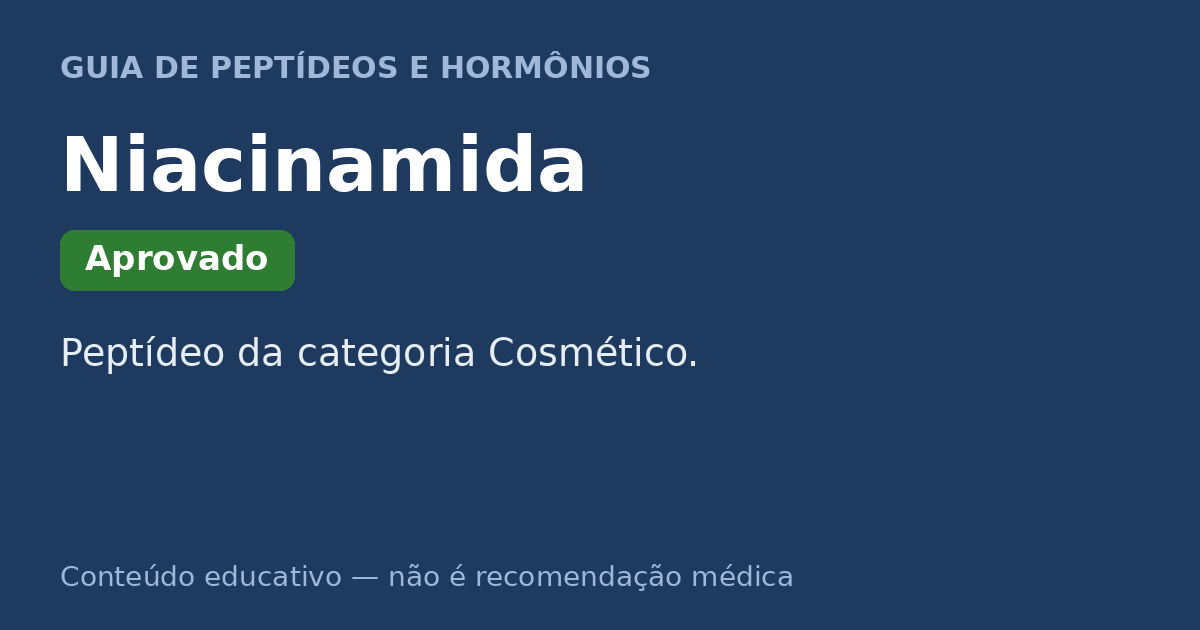 GUIA DE PEPTÍDEOS E HORMÔNIOS
Niacinamida
Aprovado
Peptídeo da categoria Cosmético.
Conteúdo educativo — não é recomendação médica